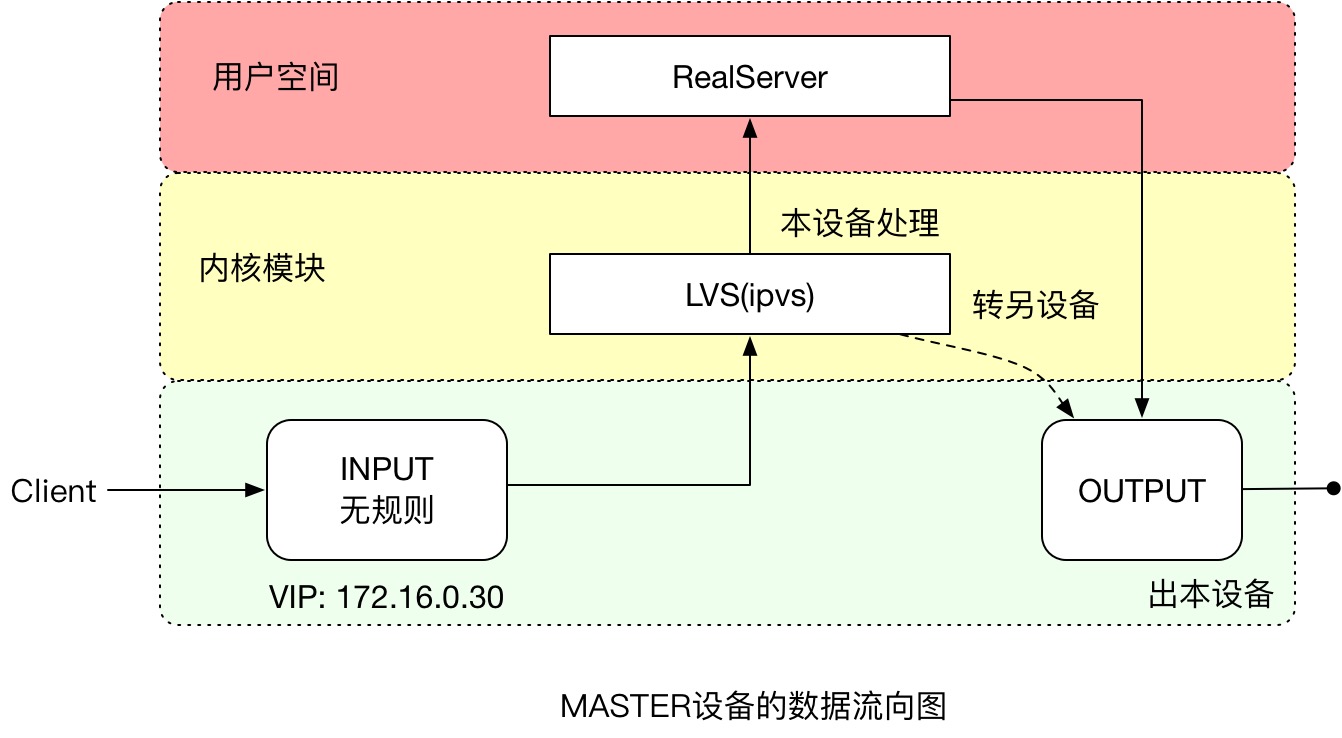 用户空间
RealServer
本设备处理
内核模块
LVS(ipvs)
转另设备
Client
INPUT
无规则
OUTPUT
VIP: 172.16.0.30
出本设备
MASTER设备的数据流向图